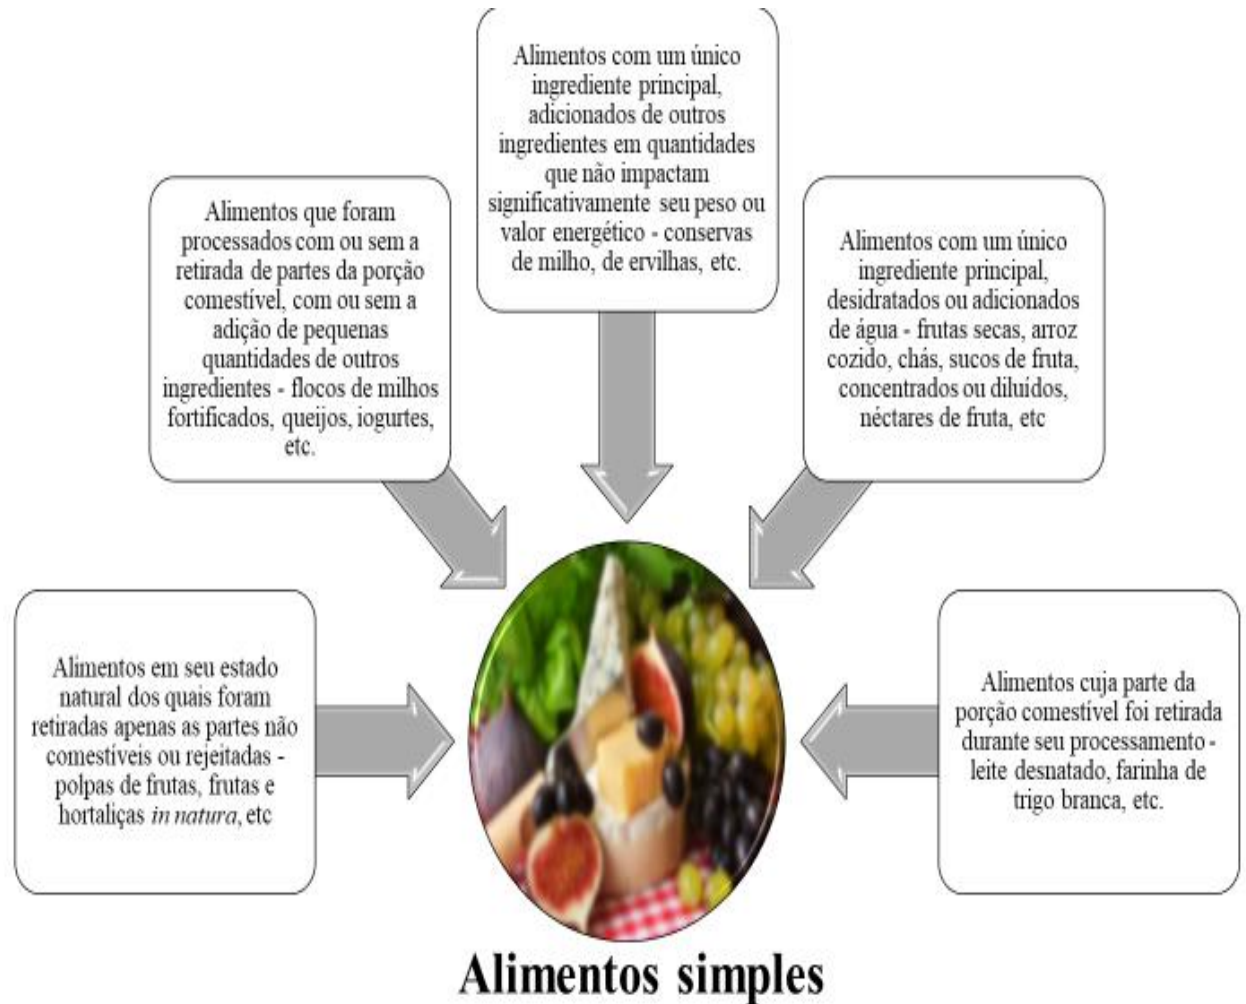 Alimentos com um único
ingrediente principal,
adicionados de outros
ingredientes em quantidades
que não impactam
significativamente seu peso ou
valor energético - conservas
de milho, de ervilhas, etc.
Alimentos que foram
processados com ou sem a
retirada de partes da porção
comestível, com ou sem a
adição de pequenas
quantidades de outros
ingredientes - flocos de milhos
fortificados, queijos, iogurtes,
etc.
Alimentos com um único
ingrediente principal,
desidratados ou adicionados
de água - frutas secas, arroz
cozido, chás, sucos de fruta,
concentrados ou diluídos,
néctares de fruta, etc
Alimentos em seu estado
natural dos quais foram
retiradas apenas as partes não
comestíveis ou rejeitadas -
polpas de frutas, frutas e
hortaliças in natura, etc
Alimentos cuja parte da
porção comestível foi retirada
durante seu processamento -
leite desnatado, farinha de
trigo branca, etc.
Alimentos simples